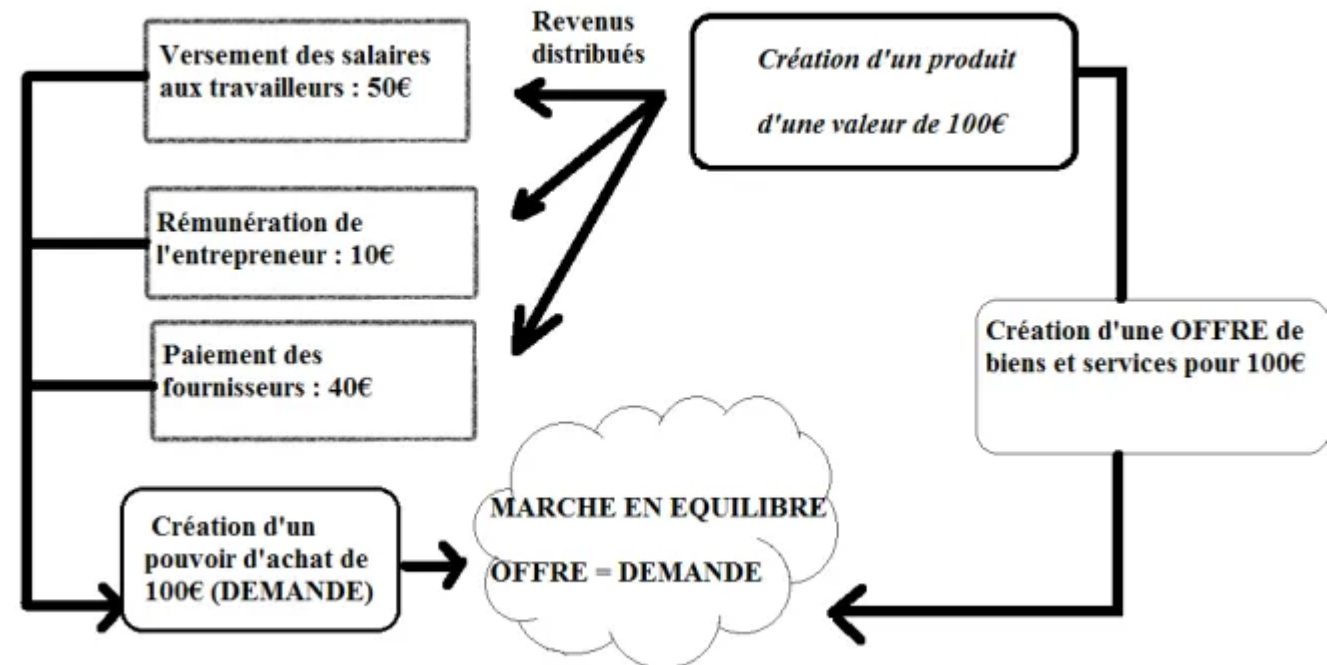 Versement des salaires
aux travailleurs : 50€
Revenus
distribués
Création d'un produit
d'une valeur de 100€
Rémunération de
l'entrepreneur : 10€
Paiement des
fournisseurs : 40€
Création d'une OFFRE de
biens et services pour 100€
Création d'un
pouvoir d'achat de
100€ (DEMANDE)
MARCHE EN EQUILIBRE
OFFRE = DEMANDE